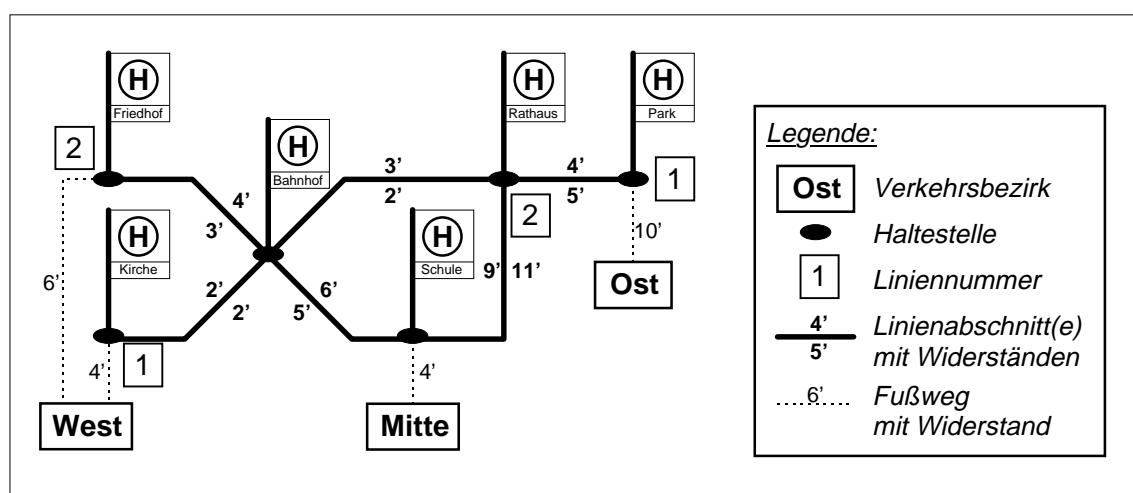 H
Friedhof
H
Rathaus
H
Park
2
H
Bahnhof
3'
2'
4'
5'
1
2
4'
3'
H
Kirche
H
Schule
6'
2'
2'
6'
5'
9' 11'
10'
Ost
1
4'
4'
West
Mitte
Legende:
Ost Verkehrsbezirk
Haltestelle
1 Liniennummer
4' Linienabschnitt(e)
5' mit Widerständen
6' Fußweg
mit Widerstand